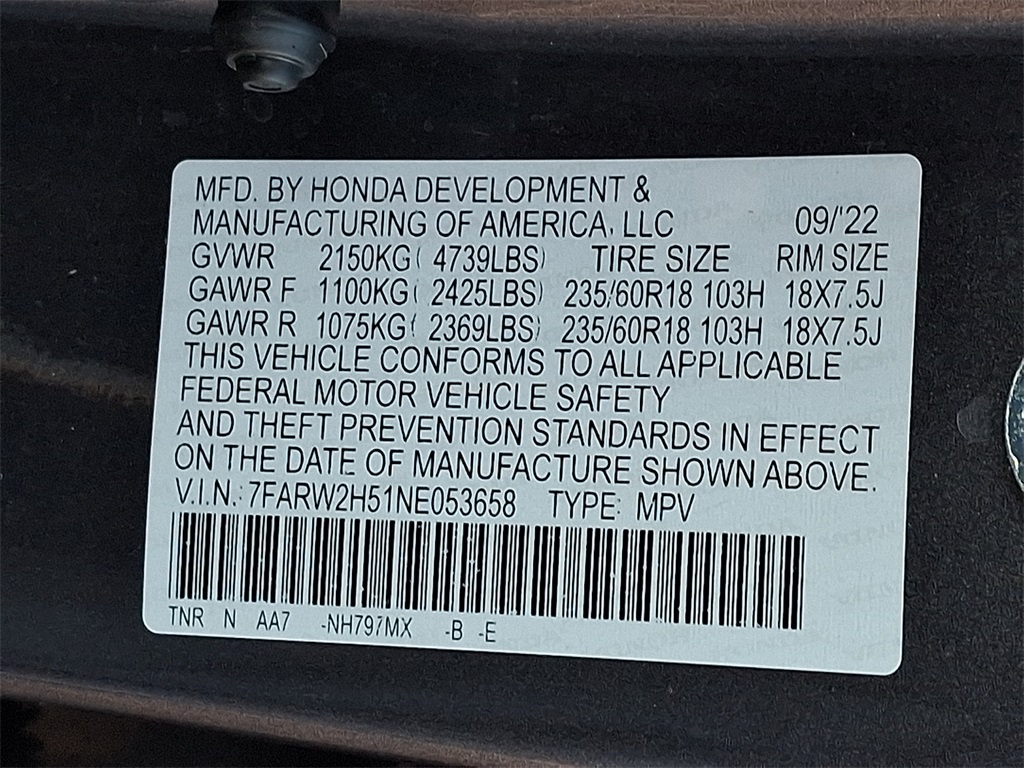 MFD. BY HONDA DEVELOPMENT &
MANUFACTURING OF AMERICA, LLC 09/'22
GVWR 2150KG( 4739LBS) TIRE SIZE RIM SIZE
GAWR F 1100KG( 2425LBS) 235/60R18 103H 18X7.5J
GAWR R 1075KG( 2369LBS) 235/60R18 103H 18X7.5J
THIS VEHICLE CONFORMS TO ALL APPLICABLE
FEDERAL MOTOR VEHICLE SAFETY
AND THEFT PREVENTION STANDARDS IN EFFECT
ON THE DATE OF MANUFACTURE SHOWN ABOVE.
V.I.N.: 7FARW2H51NE053658 TYPE: MPV
TNR N AA7 -NH797MX -B -E